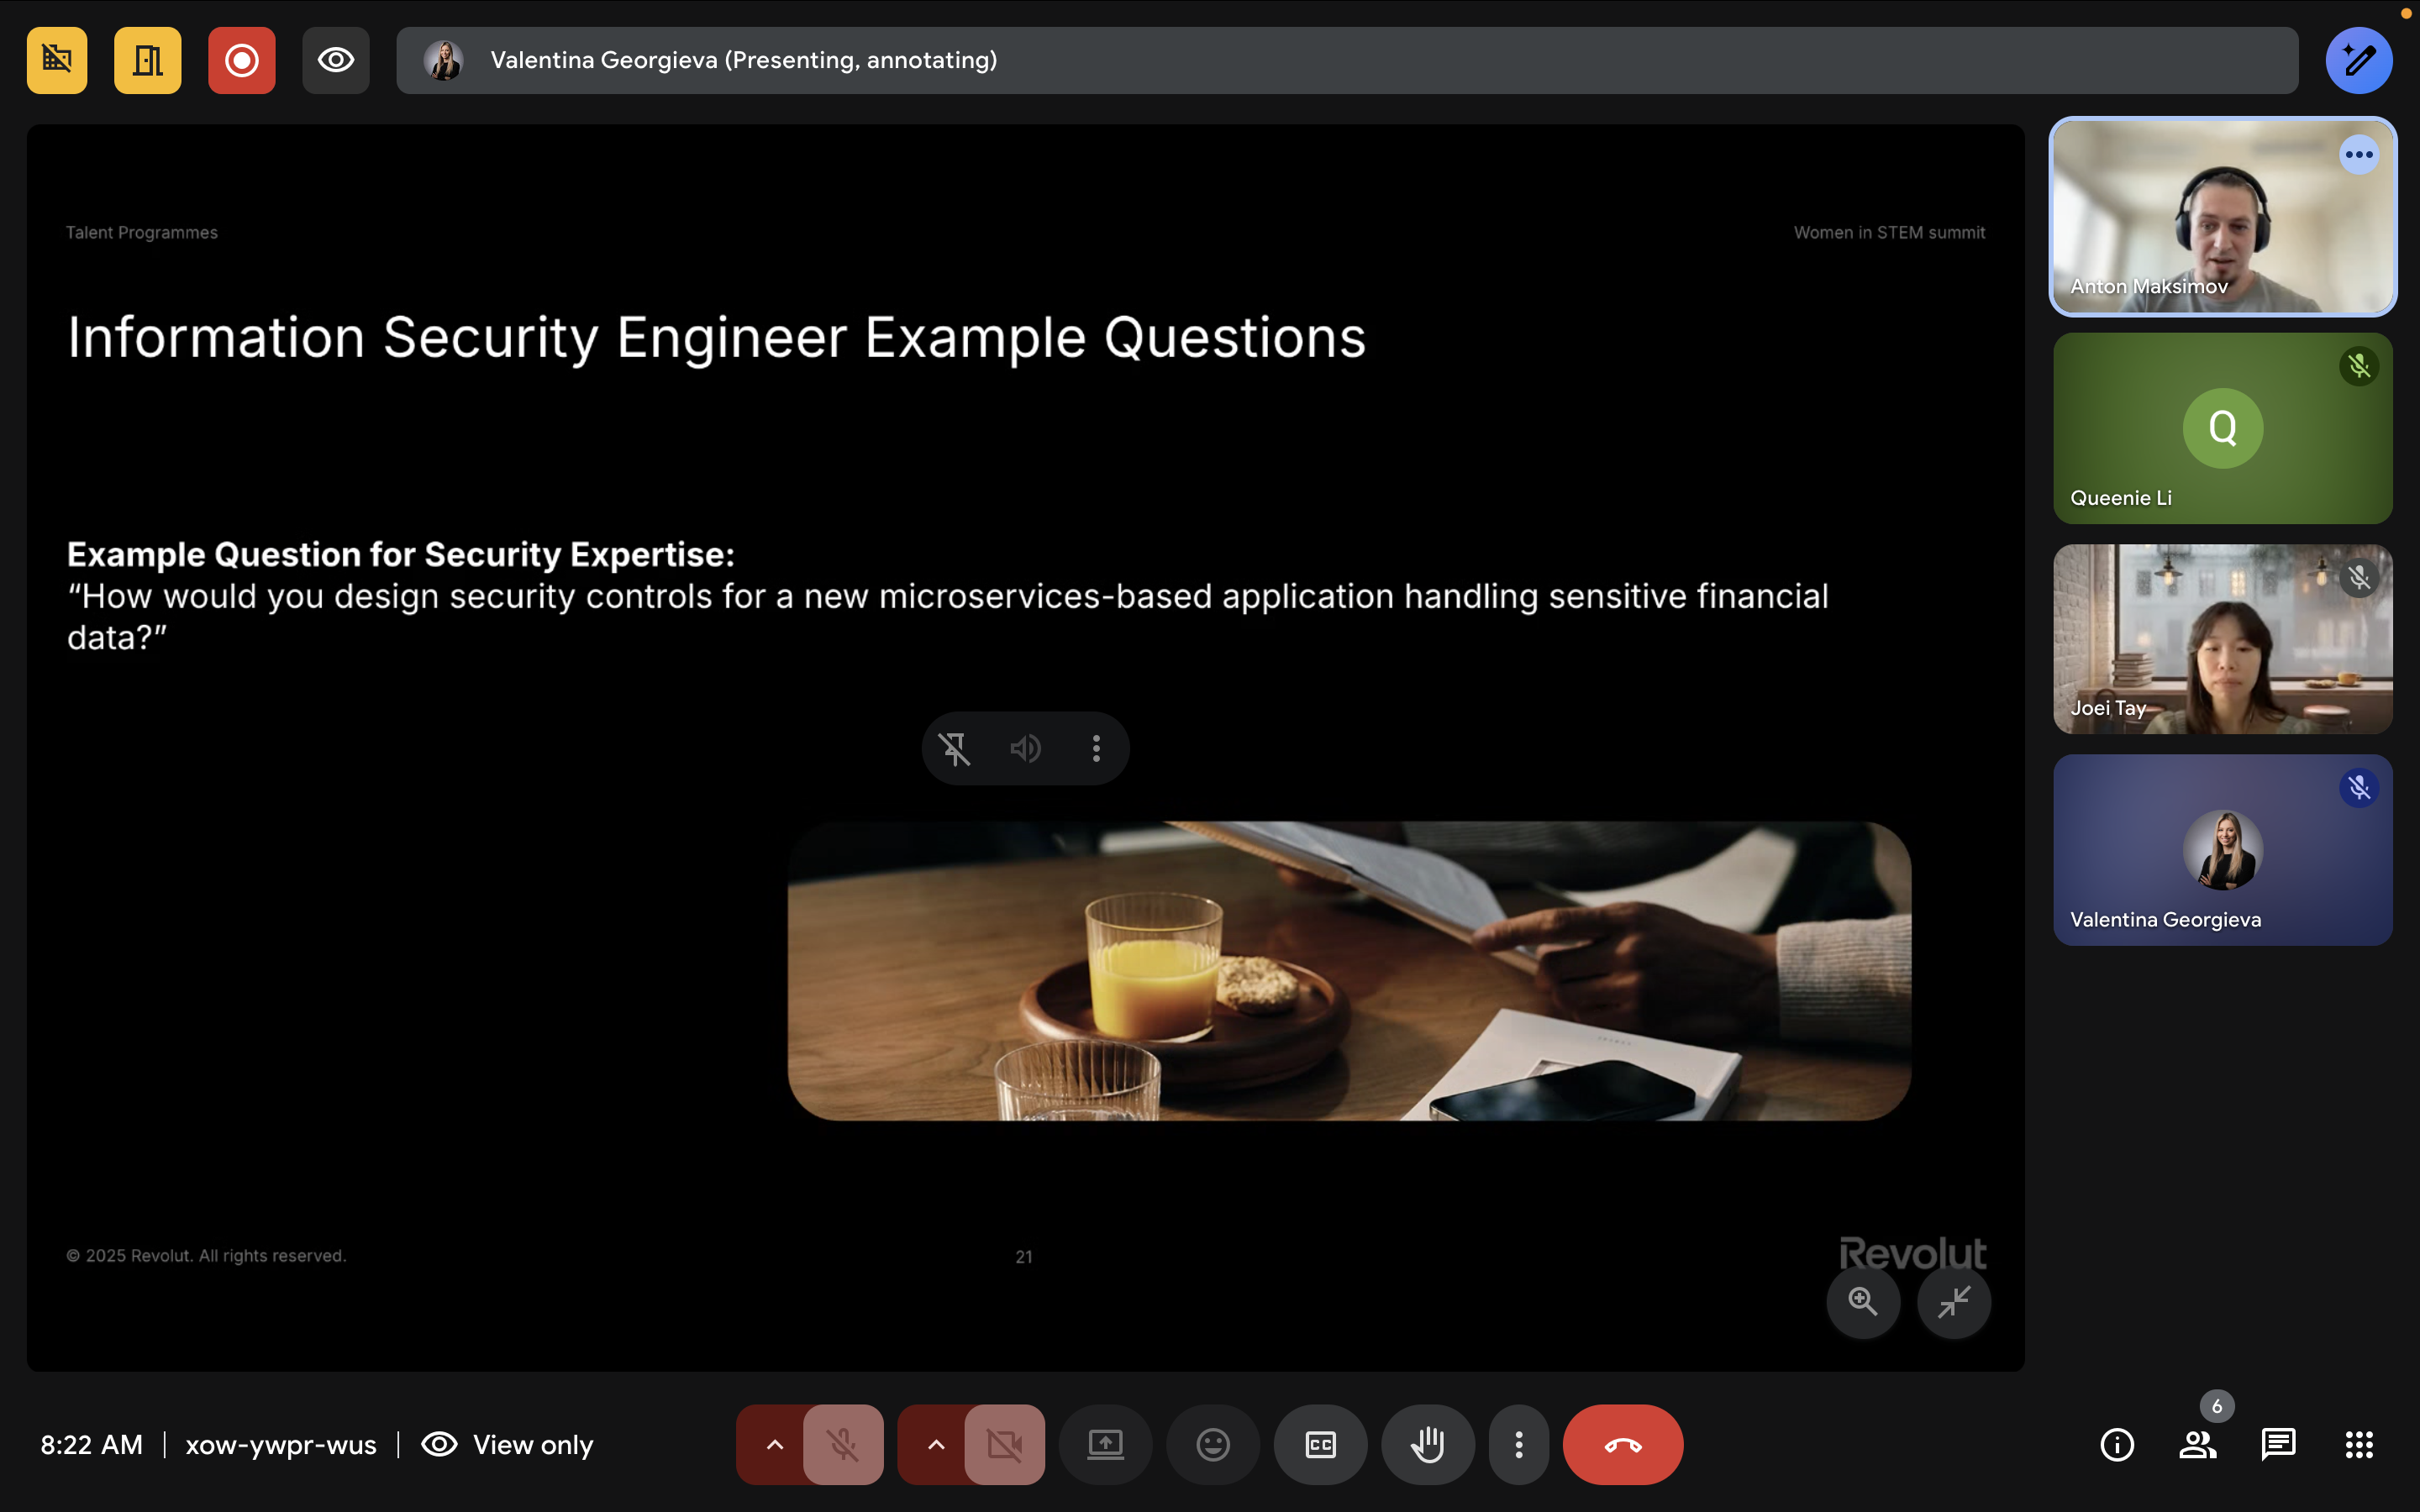 Valentina Georgieva (Presenting, annotating)
Talent Programmes
Women in STEM summit
Information Security Engineer Example Questions
Example Question for Security Expertise:
“How would you design security controls for a new microservices-based application handling sensitive financial
data?”
© 2025 Revolut. All rights reserved.
21
Revolut
Anton Maksimov
Q
Queenie Li
Joei Tay
Valentina Georgieva
8:22 AM
xow-ywpr-wus
View only
CC
6